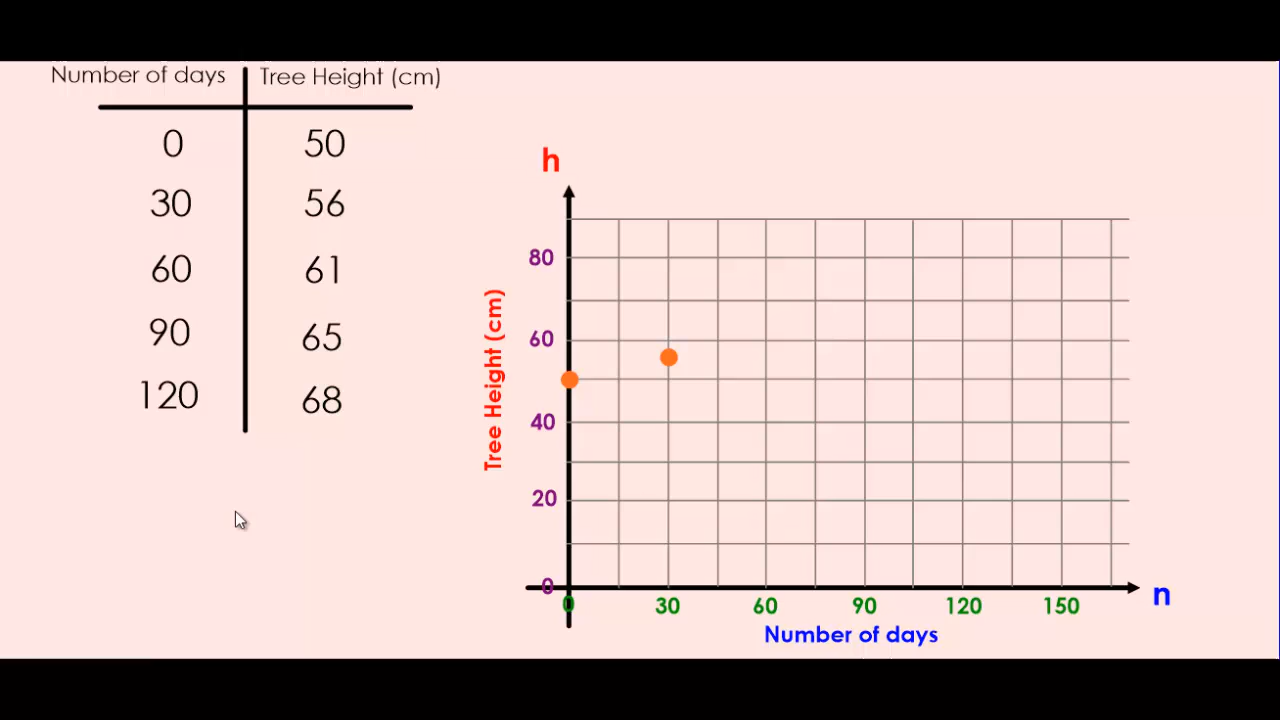 Number of days Tree Height (cm)
0 50
30 56
60 61
90 65
120 68
h
80
60
40
20
0
Tree Height (cm)
0 30 60 90 120 150
n
Number of days